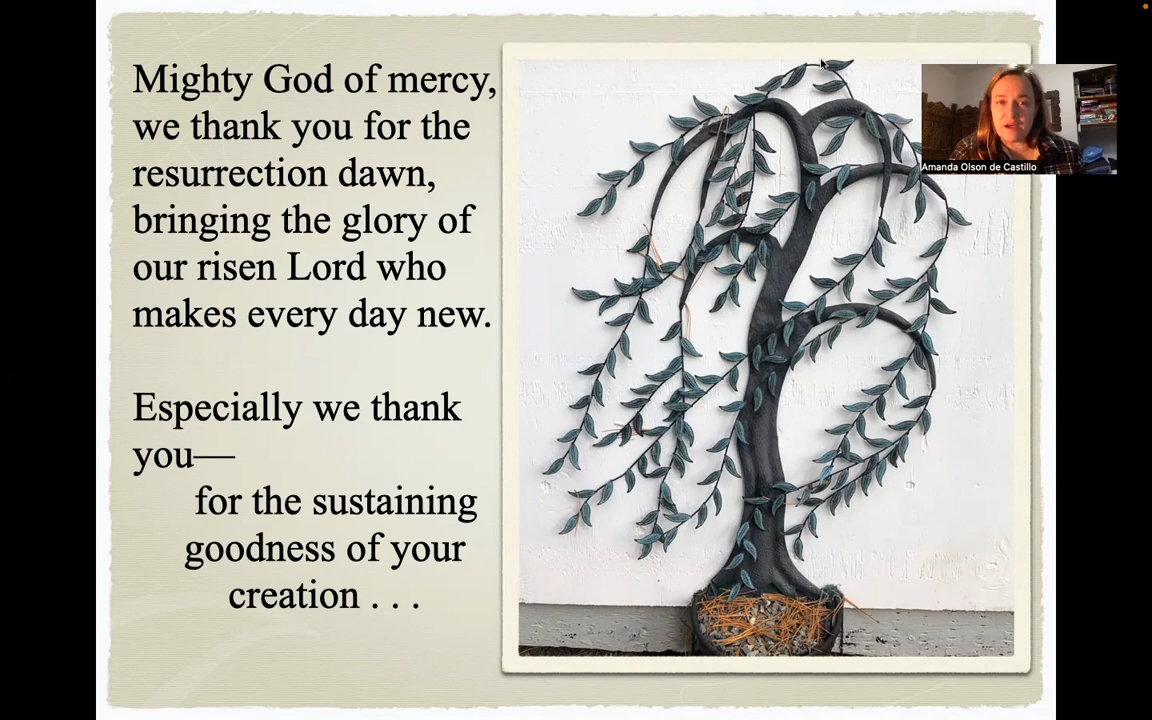 Mighty God of mercy,
we thank you for the
resurrection dawn,
bringing the glory of
our risen Lord who
makes every day new.
Especially we thank
you—
for the sustaining
goodness of your
creation . . .
Amanda Olson de Castillo